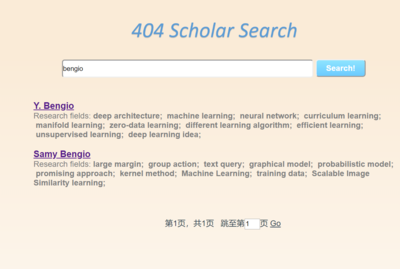 404 Scholar Search
bengio
Search!
Y. Bengio
Research fields: deep architecture; machine learning; neural network; curriculum learning;
manifold learning; zero-data learning; different learning algorithm; efficient learning;
unsupervised learning; deep learning idea;
Samy Bengio
Research fields: large margin; group action; text query; graphical model; probabilistic model;
promising approach; kernel method; Machine Learning; training data; Scalable Image
Similarity learning;
第1页，共1页 跳至第1页 Go